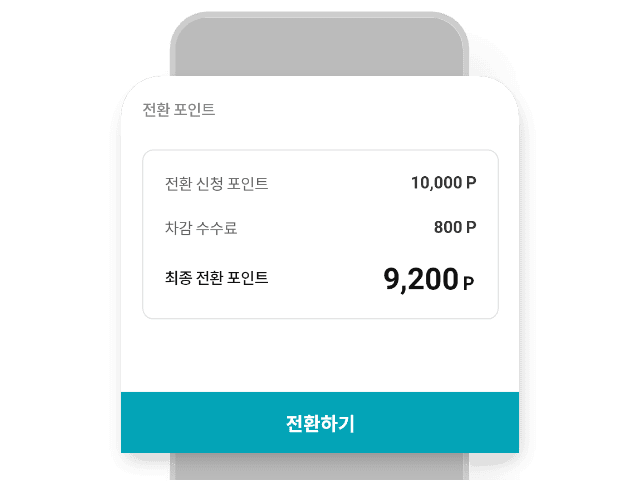 전환 포인트
전환 신청 포인트 10,000 P
차감 수수료 800 P
최종 전환 포인트 9,200 P
전환하기